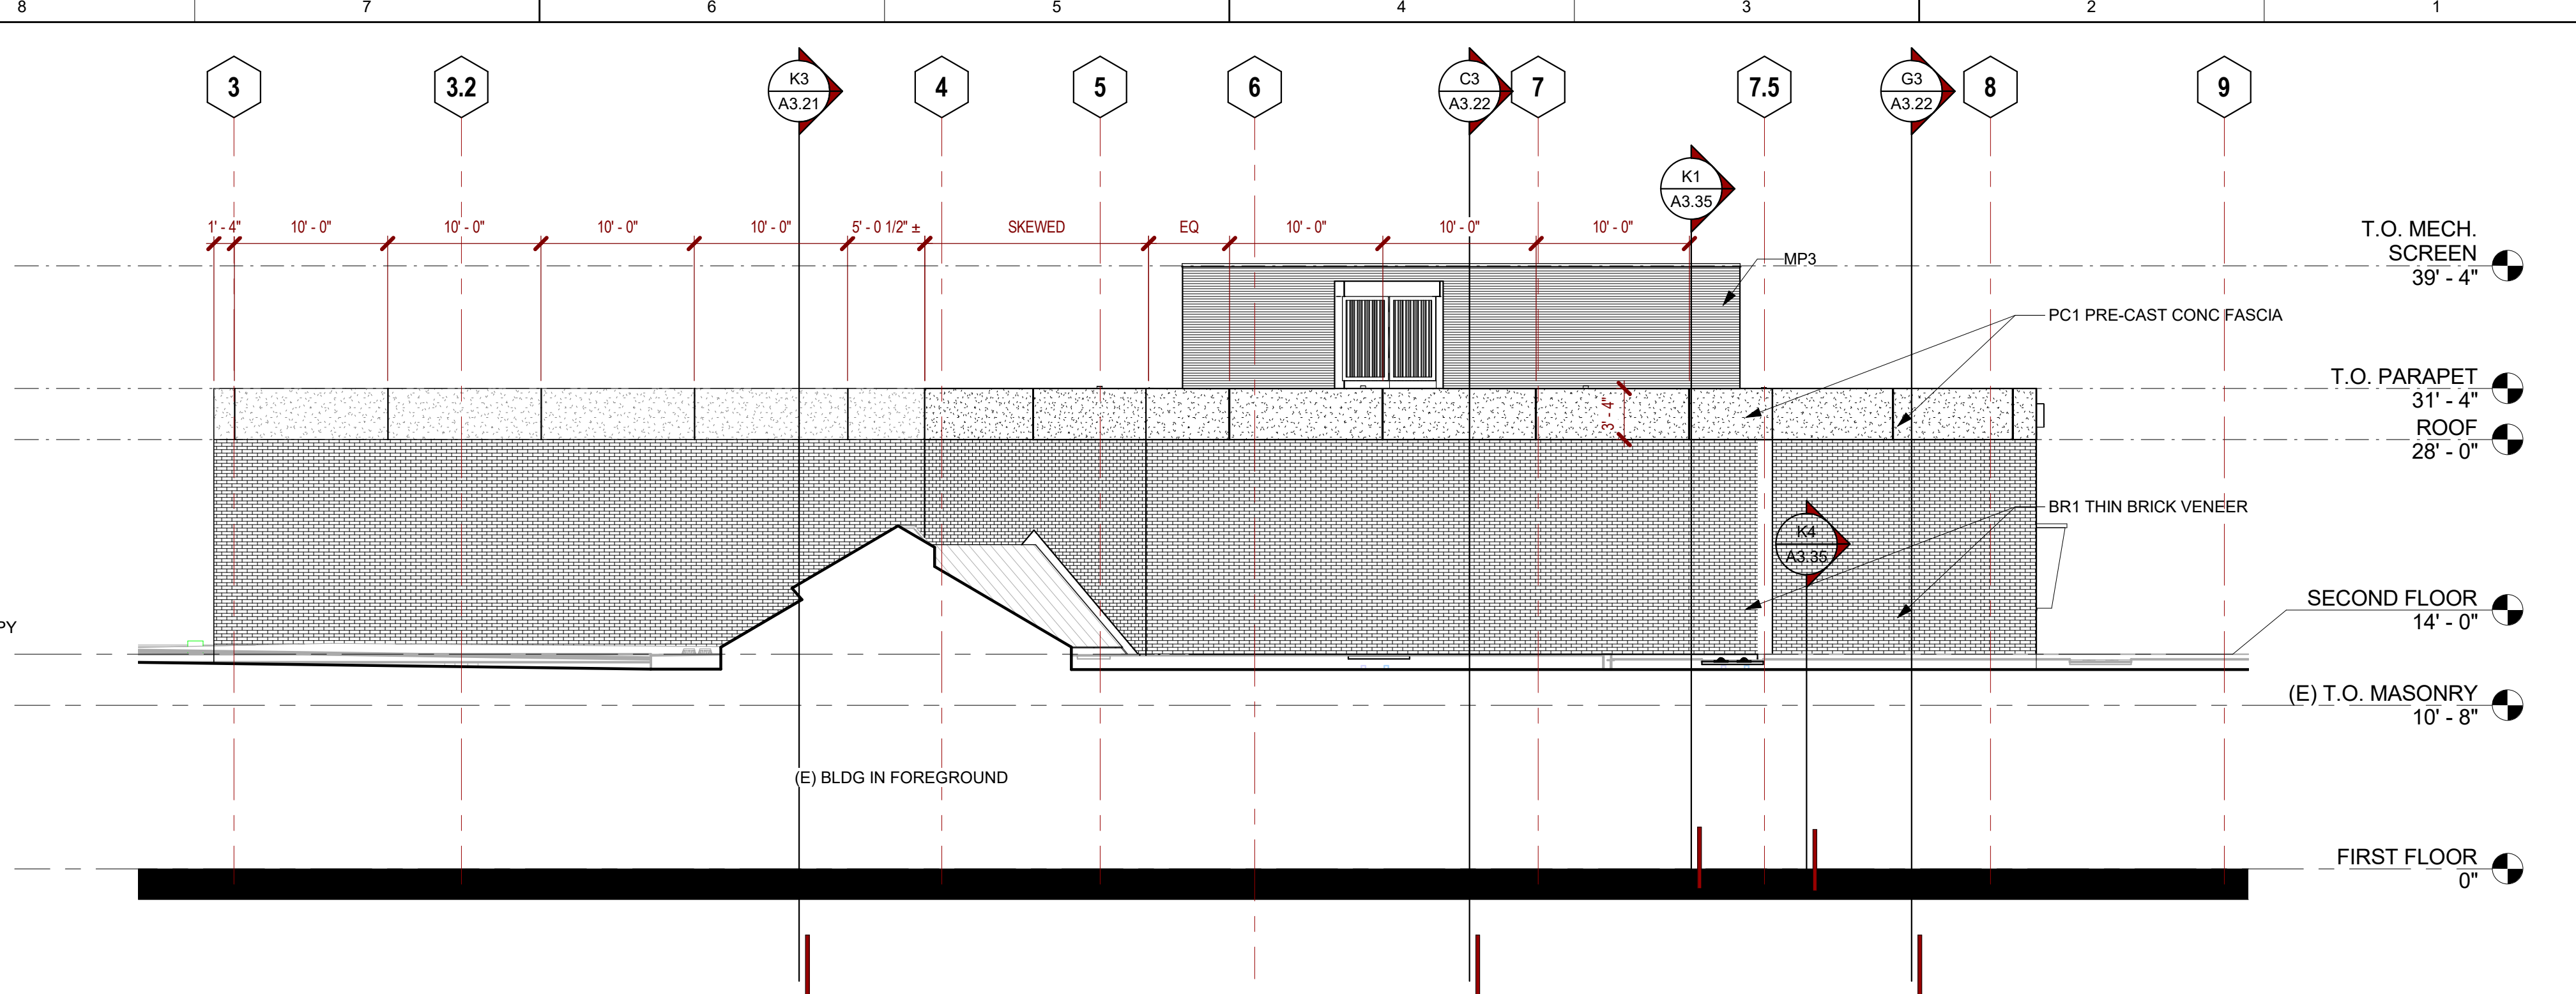 8 7 6 5 4 3 2 1
3 3.2 K3 4 5 6 C3 7 7.5 G3 8 9
A3.21 A3.22 A3.22
K1
A3.35
1' - 4" 10' - 0" 10' - 0" 10' - 0" 10' - 0" 5' - 0 1/2" ± SKEWED EQ 10' - 0" 10' - 0" 10' - 0"
T.O. MECH.
SCREEN
39' - 4"
MP3
PC1 PRE-CAST CONC FASCIA
T.O. PARAPET
31' - 4"
3' - 4"
ROOF
28' - 0"
BR1 THIN BRICK VENEER
K4
A3.35
SECOND FLOOR
14' - 0"
PY
(E) T.O. MASONRY
10' - 8"
(E) BLDG IN FOREGROUND
FIRST FLOOR
0"